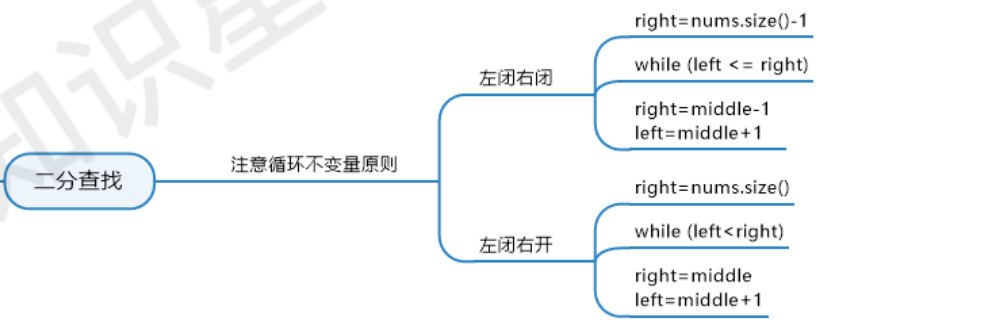 知识星
二分查找
注意循环不变量原则
左闭右闭
right=nums.size()-1
while (left <= right)
right=middle-1
left=middle+1
左闭右开
right=nums.size()
while (left<right)
right=middle
left=middle+1